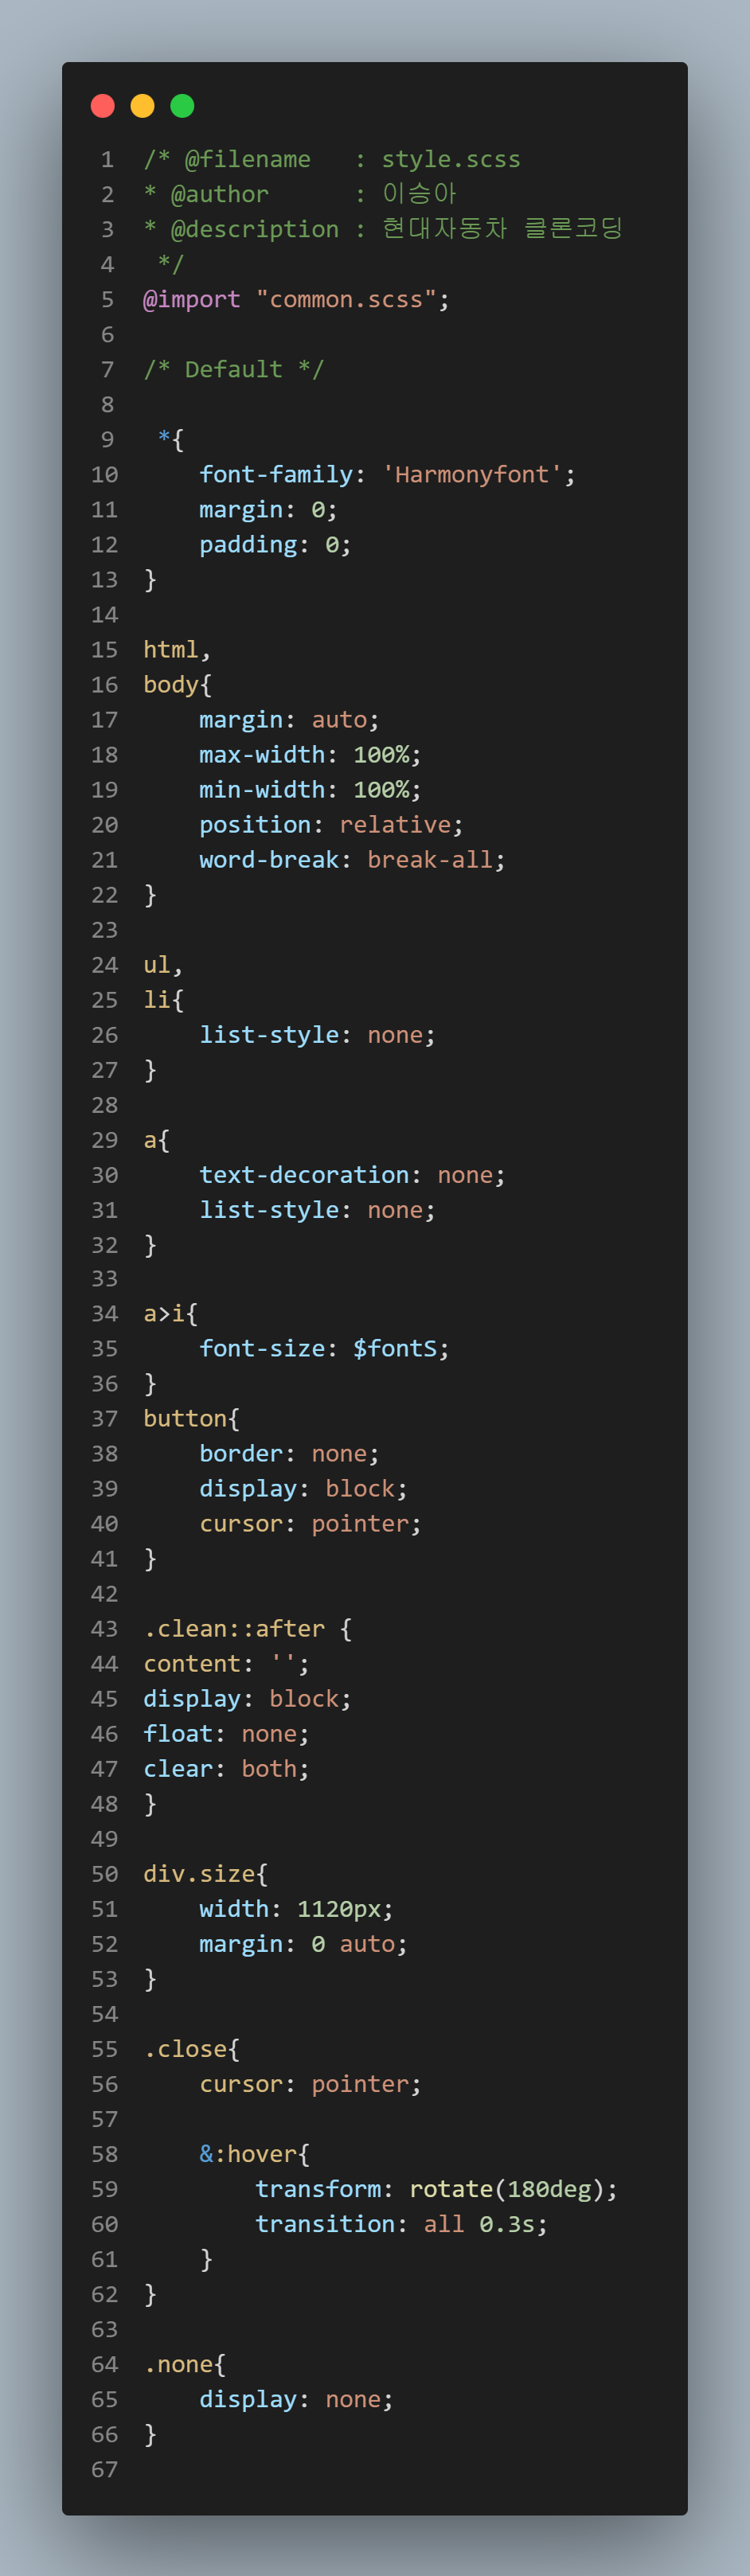 1 /* @filename   : style.scss
2 * @author      : 이승아
3 * @description : 현대자동차 클론코딩
4  */
5 @import "common.scss";
6
7 /* Default */
8
9  *{
10     font-family: 'Harmonyfont';
11     margin: 0;
12     padding: 0;
13 }
14
15 html,
16 body{
17     margin: auto;
18     max-width: 100%;
19     min-width: 100%;
20     position: relative;
21     word-break: break-all;
22 }
23
24 ul,
25 li{
26     list-style: none;
27 }
28
29 a{
30     text-decoration: none;
31     list-style: none;
32 }
33
34 a>i{
35     font-size: $fontS;
36 }
37 button{
38     border: none;
39     display: block;
40     cursor: pointer;
41 }
42
43 .clean::after {
44 content: '';
45 display: block;
46 float: none;
47 clear: both;
48 }
49
50 div.size{
51     width: 1120px;
52     margin: 0 auto;
53 }
54
55 .close{
56     cursor: pointer;
57
58     &:hover{
59         transform: rotate(180deg);
60         transition: all 0.3s;
61     }
62 }
63
64 .none{
65     display: none;
66 }
67